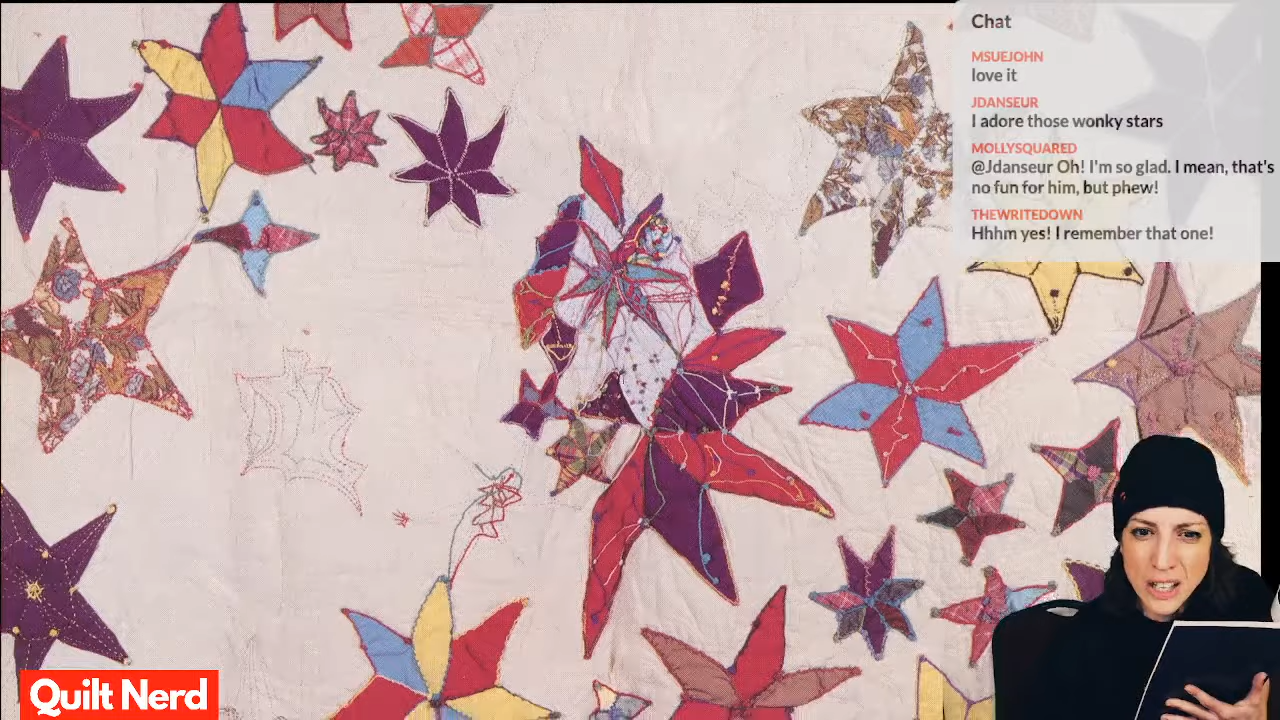 Chat
MSUEJOHN
love it
JDANSEUR
I adore those wonky stars
MOLLYSQUARED
@Jdanseur Oh! I'm so glad. I mean, that's
no fun for him, but phew!
THEWRITEDOWN
Hhhm yes! I remember that one!
Quilt Nerd